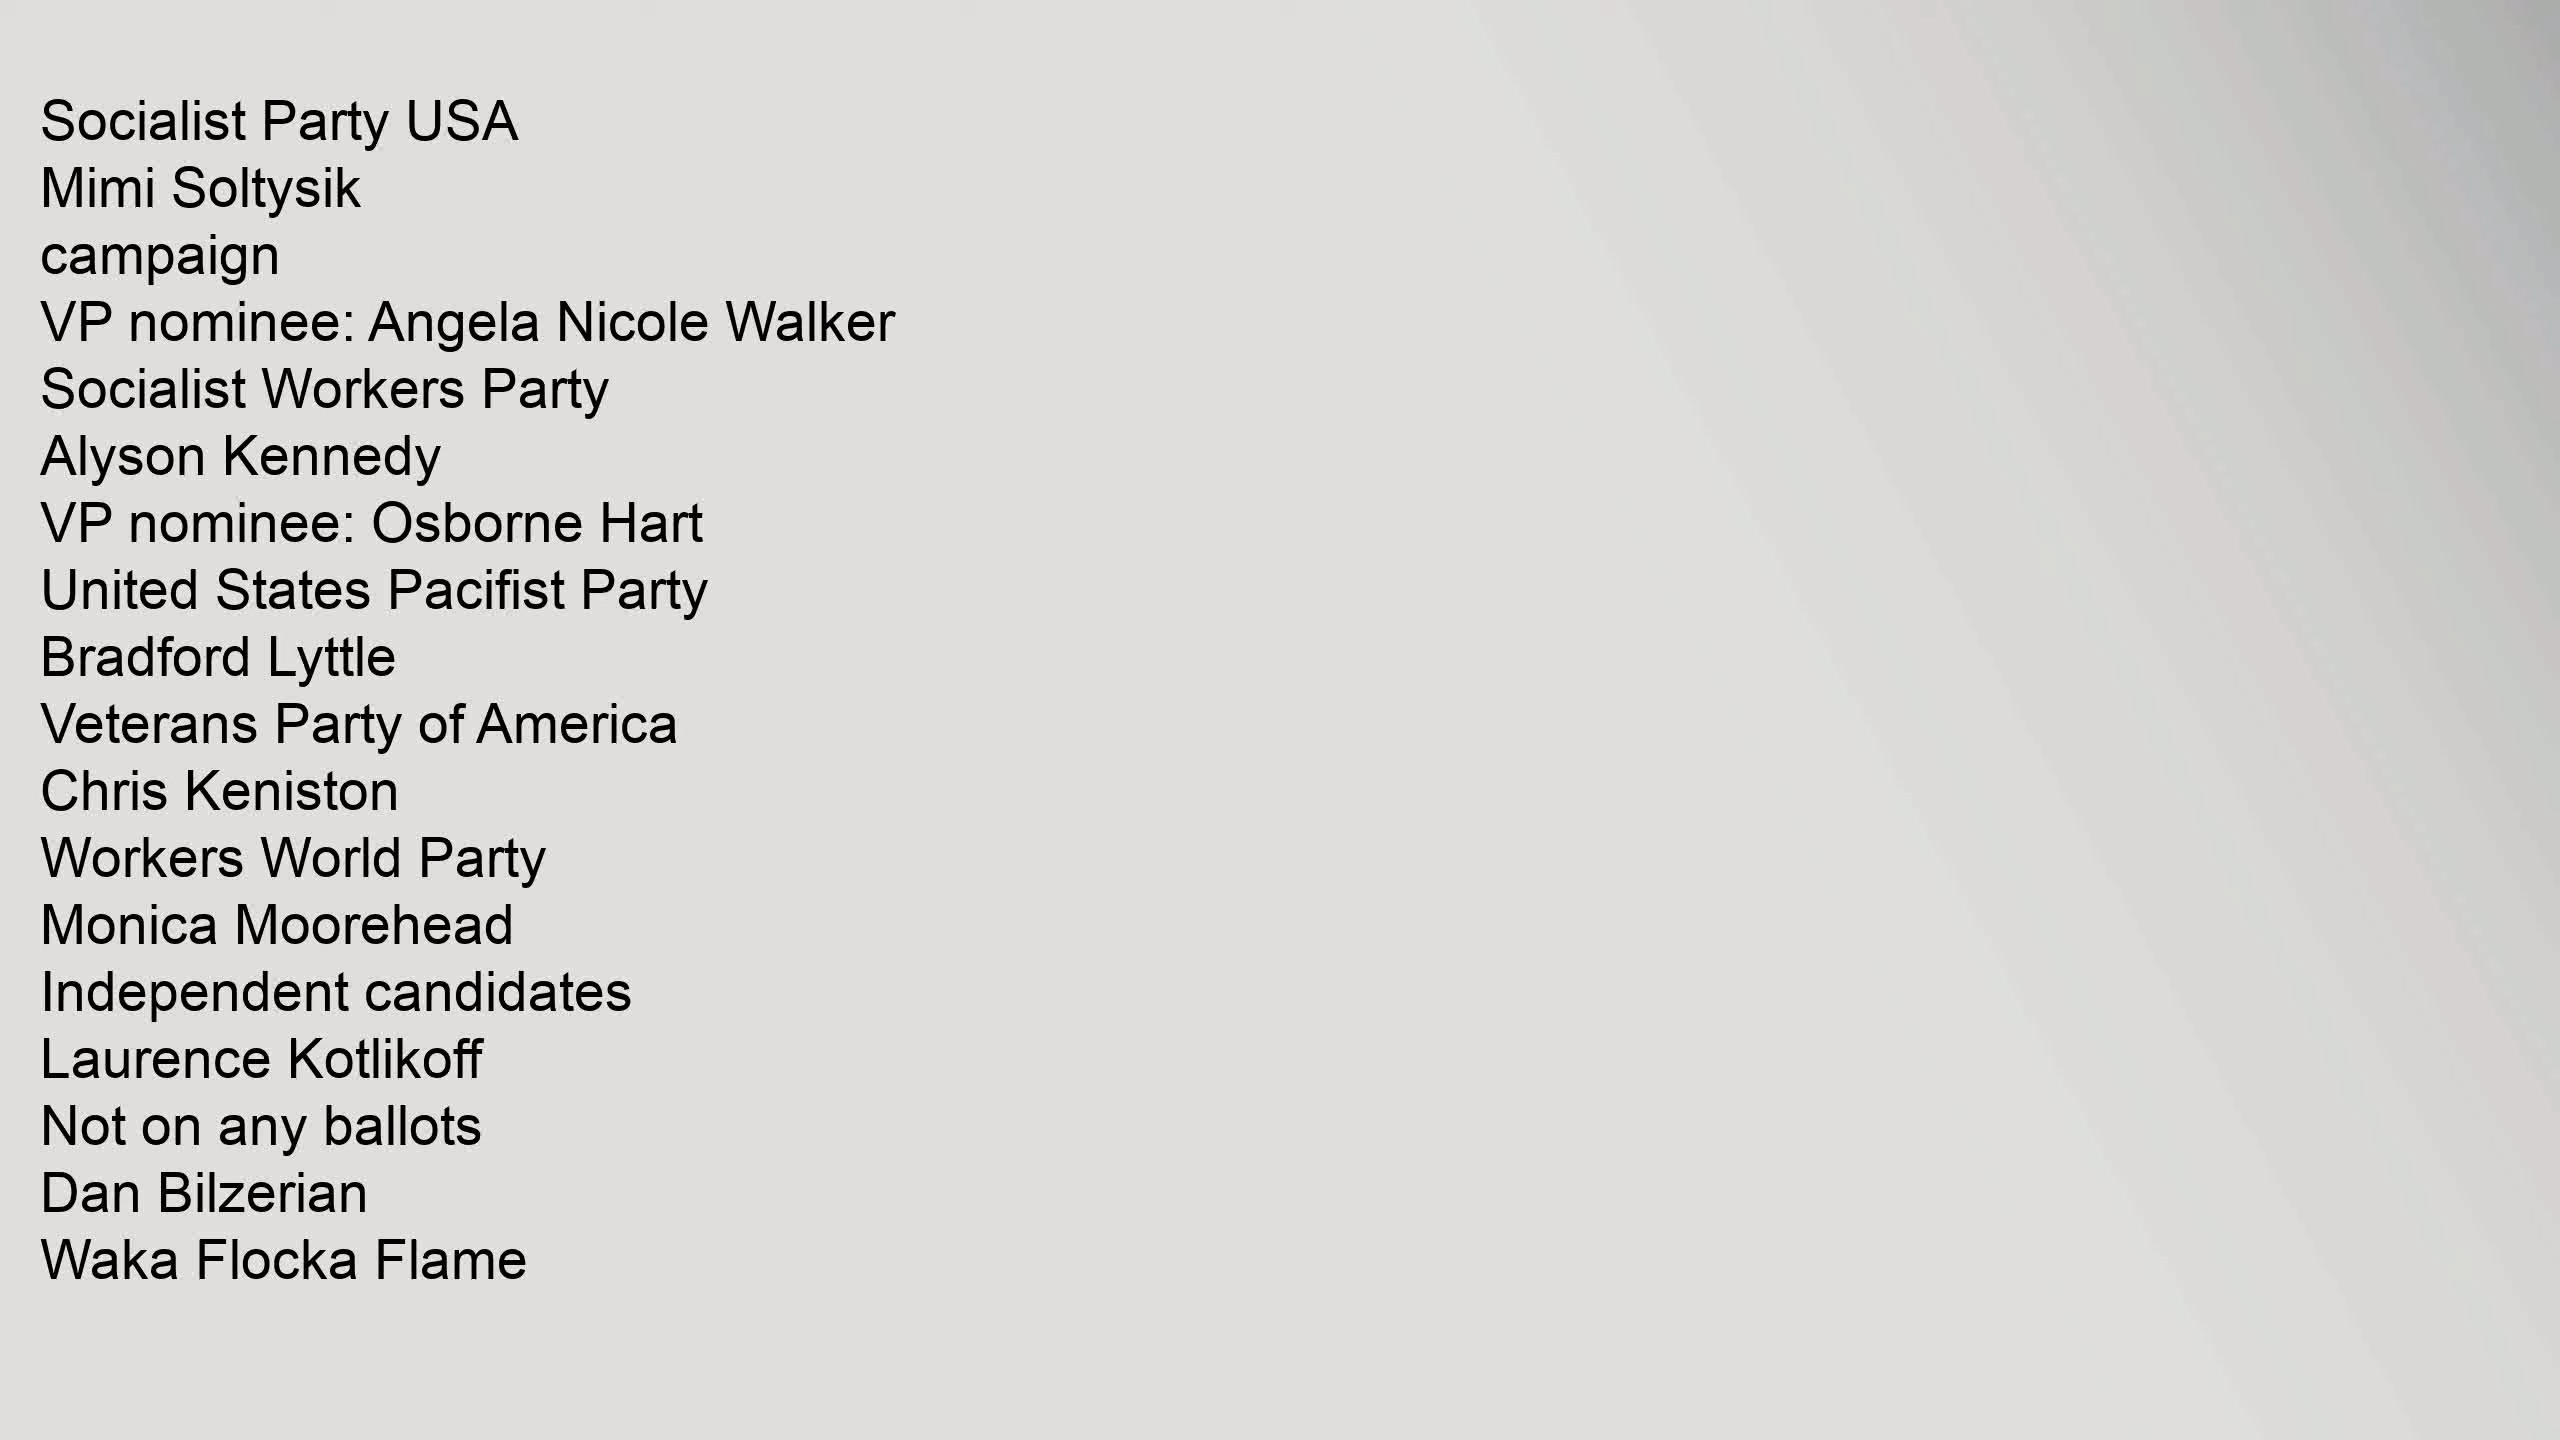 Socialist Party USA
Mimi Soltysik
campaign
VP nominee: Angela Nicole Walker
Socialist Workers Party
Alyson Kennedy
VP nominee: Osborne Hart
United States Pacifist Party
Bradford Lyttle
Veterans Party of America
Chris Keniston
Workers World Party
Monica Moorehead
Independent candidates
Laurence Kotlikoff
Not on any ballots
Dan Bilzerian
Waka Flocka Flame